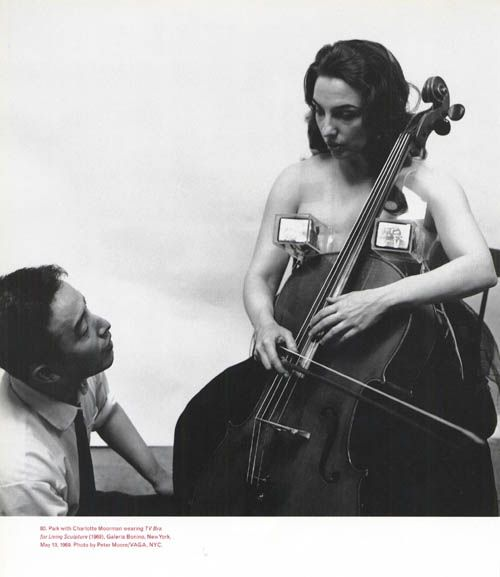 80. Paik with Charlotte Moorman wearing TV Bra
for Living Sculpture (1969), Galeria Bonino, New York,
May 13, 1969. Photo by Peter Moore/VAGA, NYC.